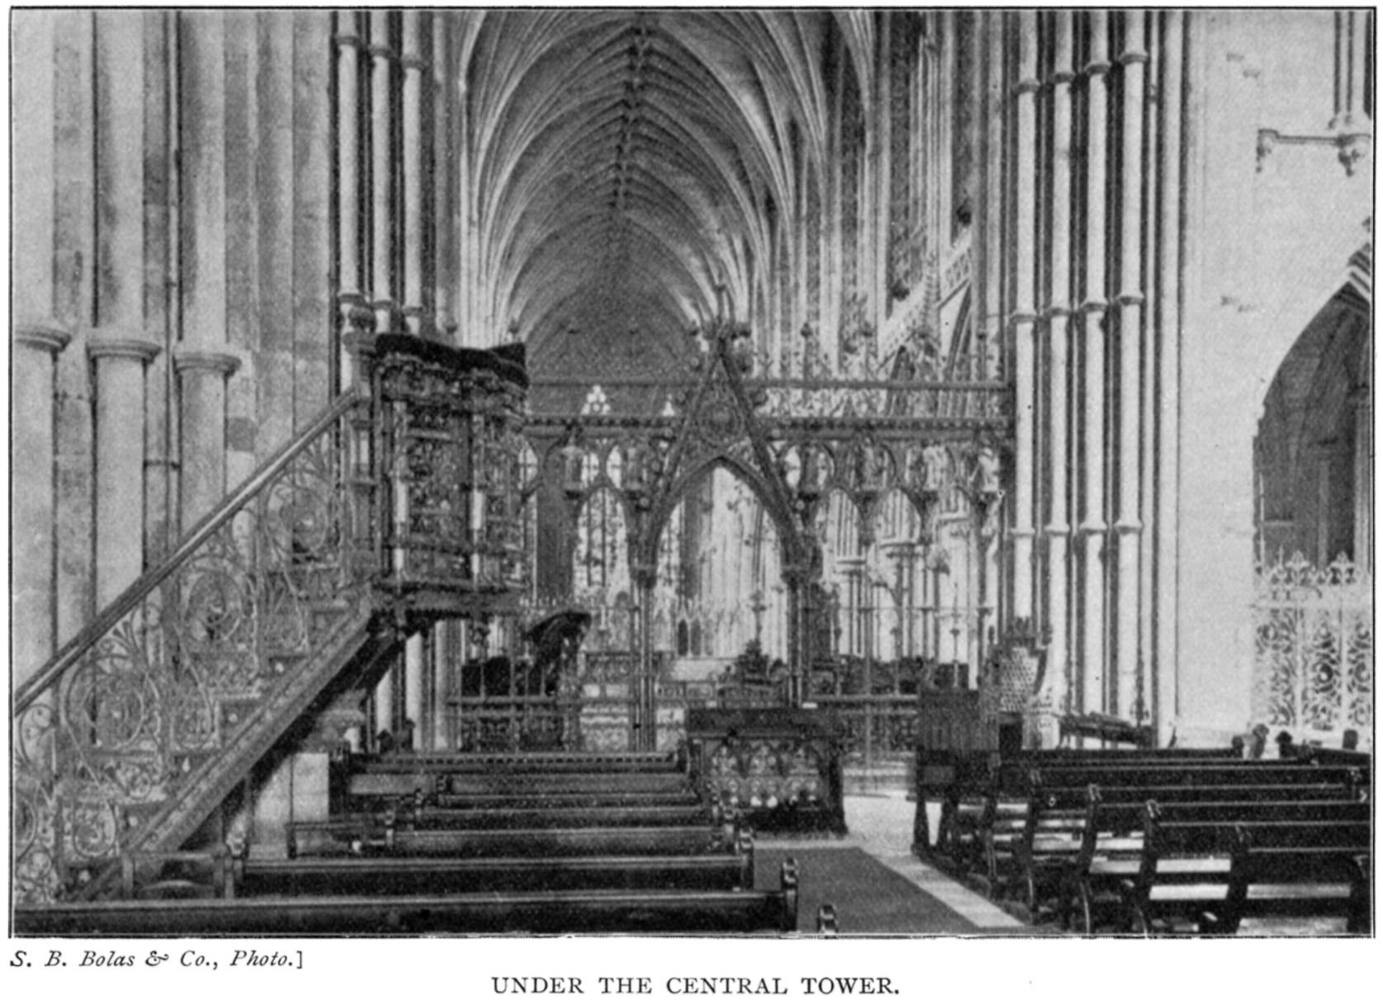 S. B. Bolas & Co., Photo.]
UNDER THE CENTRAL TOWER.